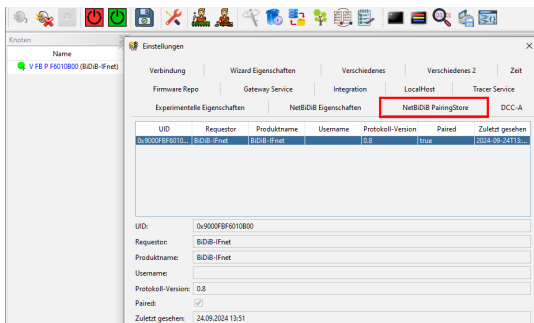 Knoten
Name
V FB P F6010B00 (BiDiB-IFnet)
Einstellungen
Verbindung Wizard Eigenschaften Verschiedenes Verschiedenes 2 Zeit
Firmware Repo Gateway Service Integration LocalHost Tracer Service
Experimentelle Eigenschaften NetBiDiB Eigenschaften NetBiDiB PairingStore DCC-A
UID Requestor Produktname Username Protokoll-Version Paired Zuletzt gesehen
0x9000FBF6010... BiDiB-IFnet BiDiB-IFnet 0.8 true 2024-09-24T13:...
UID: 0x9000FBF6010B00
Requestor: BiDiB-IFnet
Produktname: BiDiB-IFnet
Username:
Protokoll-Version: 0.8
Paired:
Zuletzt gesehen: 24.09.2024 13:51